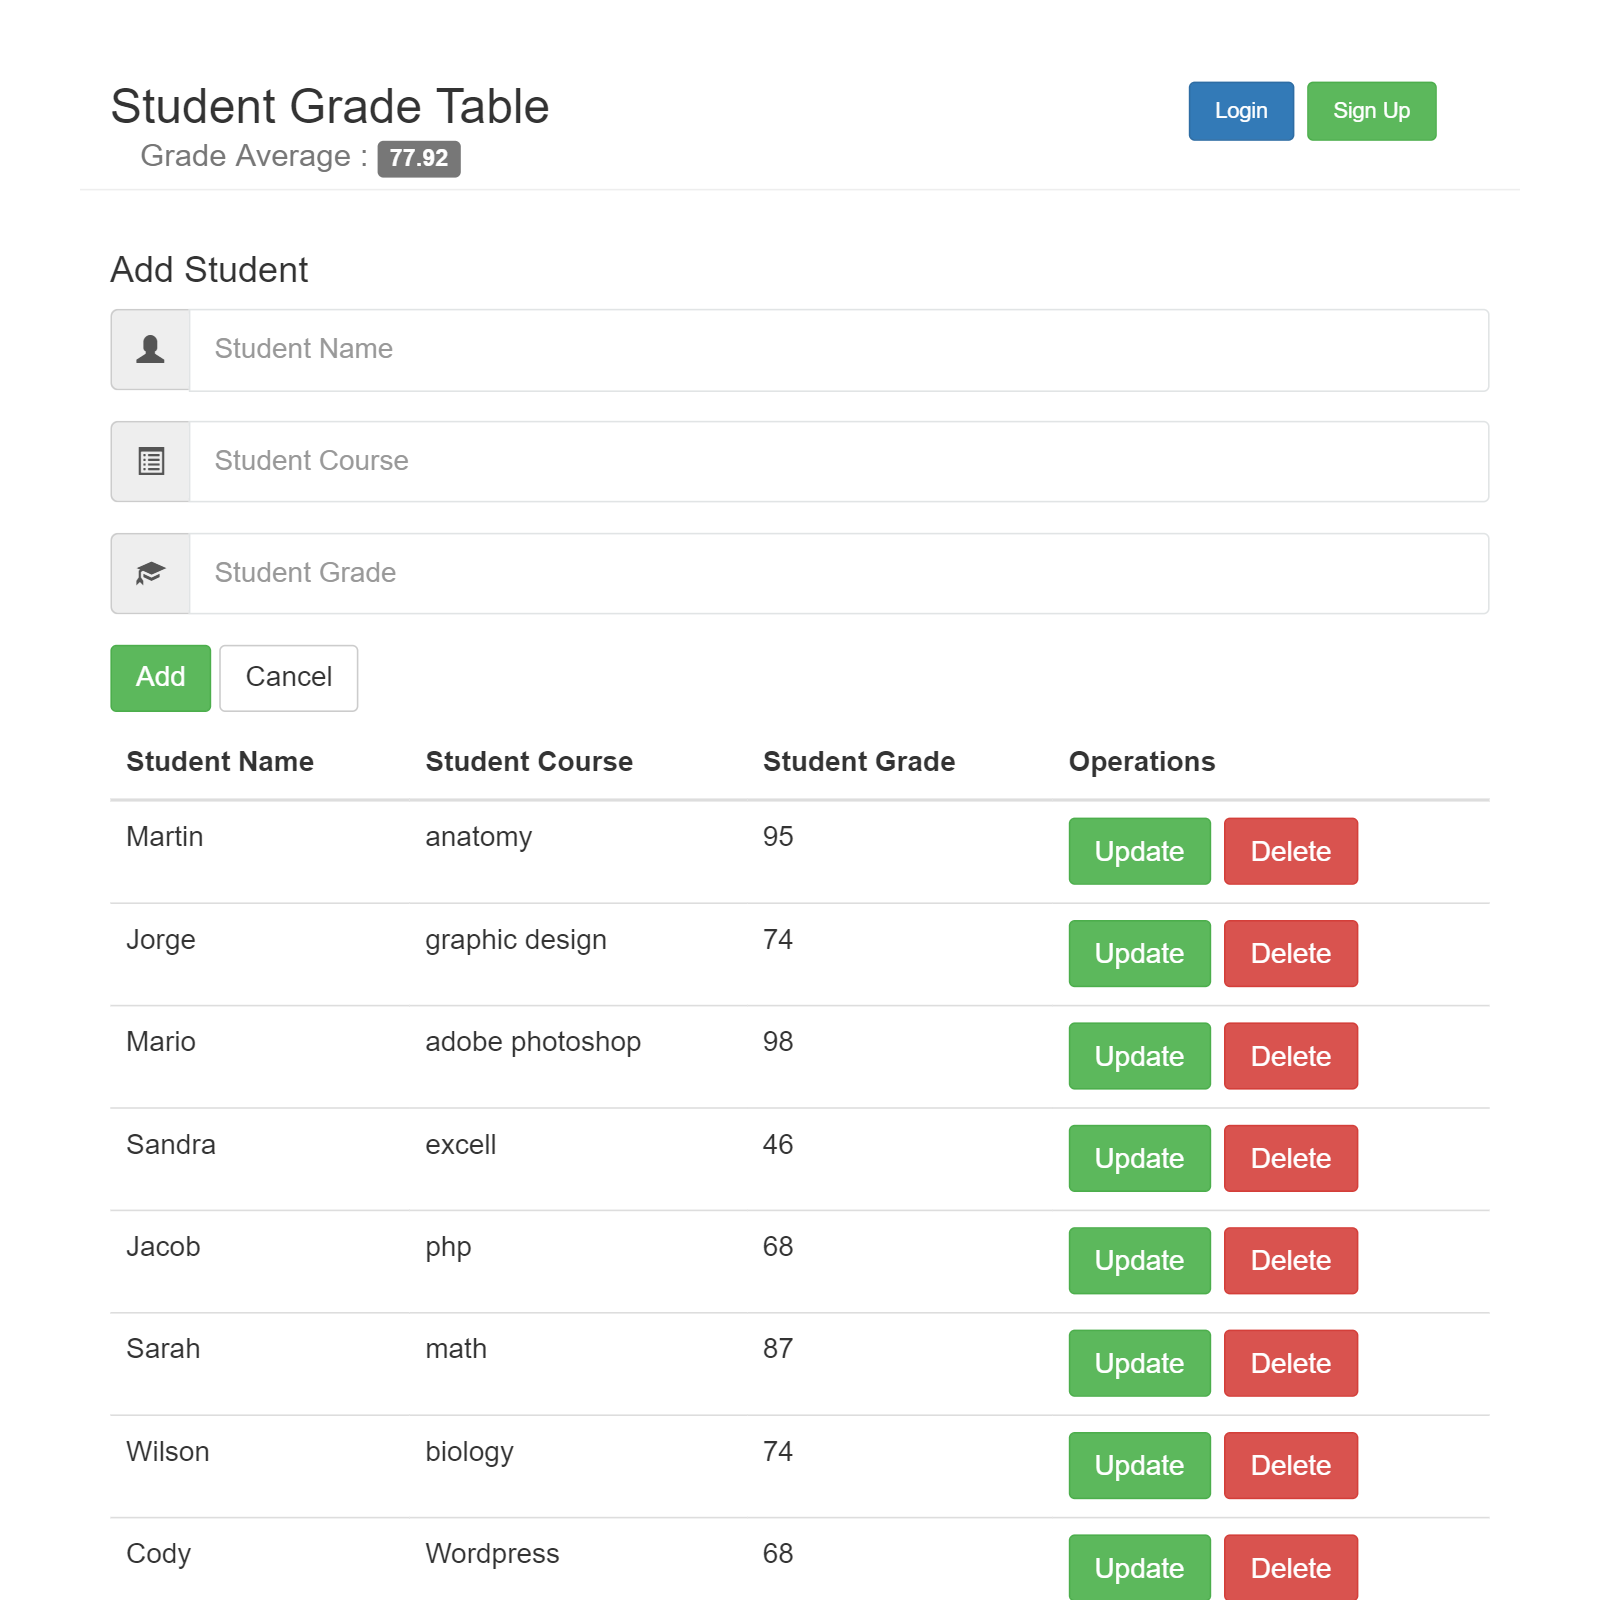 Student Grade Table
Login Sign Up
Grade Average : 77.92
Add Student
Student Name
Student Course
Student Grade
Add Cancel
Student Name Student Course Student Grade Operations
Martin anatomy 95 Update Delete
Jorge graphic design 74 Update Delete
Mario adobe photoshop 98 Update Delete
Sandra excell 46 Update Delete
Jacob php 68 Update Delete
Sarah math 87 Update Delete
Wilson biology 74 Update Delete
Cody Wordpress 68 Update Delete